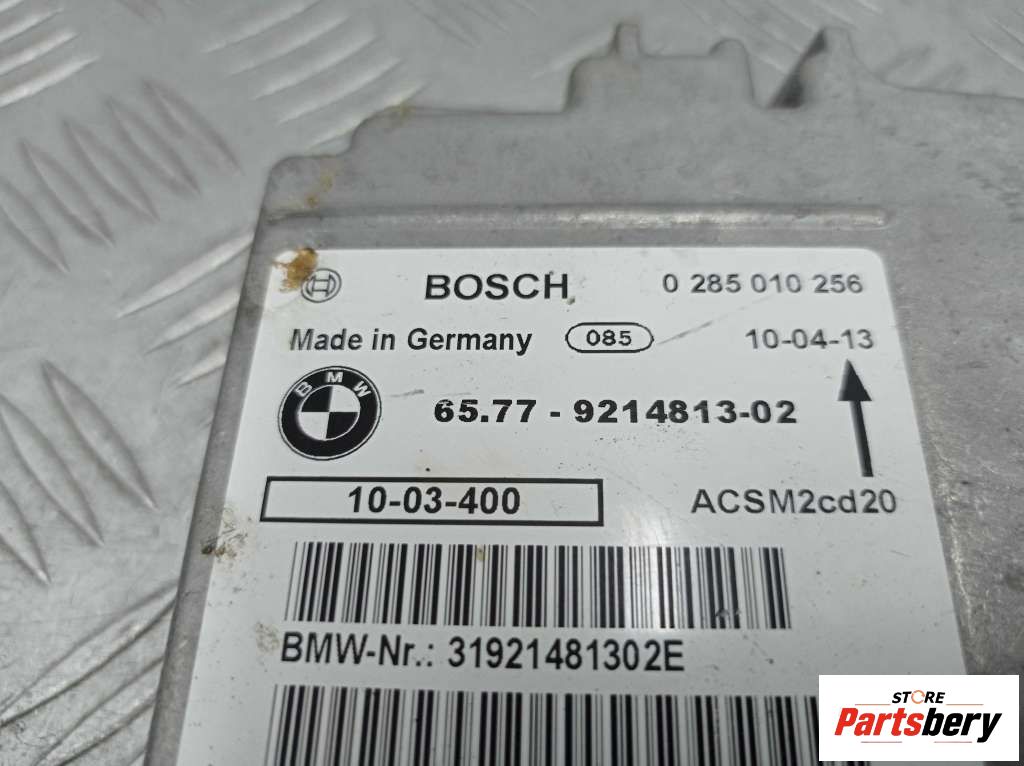 BOSCH 0 285 010 256
Made in Germany 085 10-04-13
BMW 65.77 - 9214813-02
10-03-400 ACSM2cd20
BMW-Nr.: 31921481302E
STORE
Partsbery